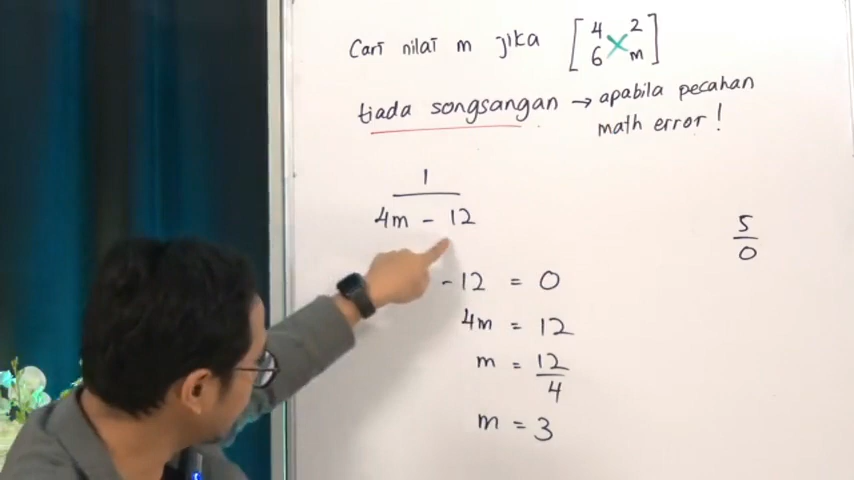 Cari nilai m jika [4 2
6 m]
tiada songsangan → apabila pecahan
math error!
1
4m - 12
5
0
-12 = 0
4m = 12
m = 12
4
m = 3